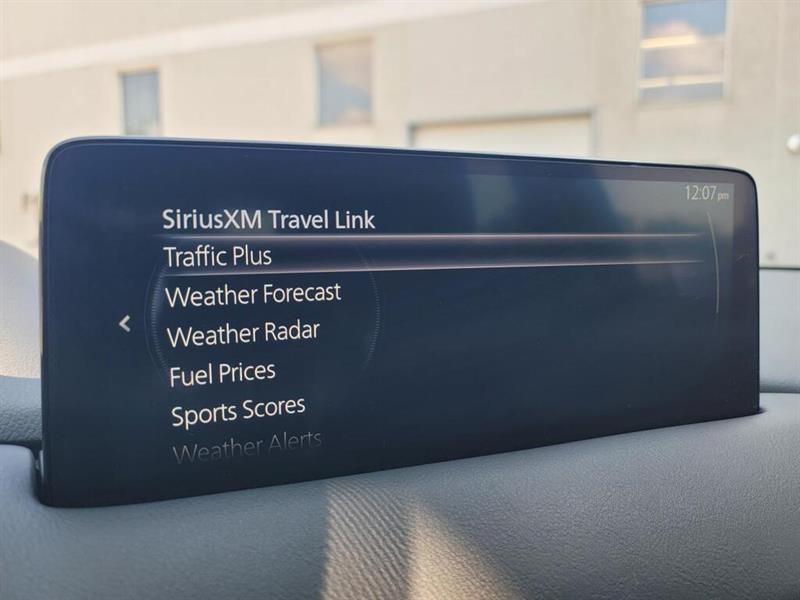 12:07 pm
SiriusXM Travel Link
Traffic Plus
Weather Forecast
Weather Radar
Fuel Prices
Sports Scores
Weather Alerts